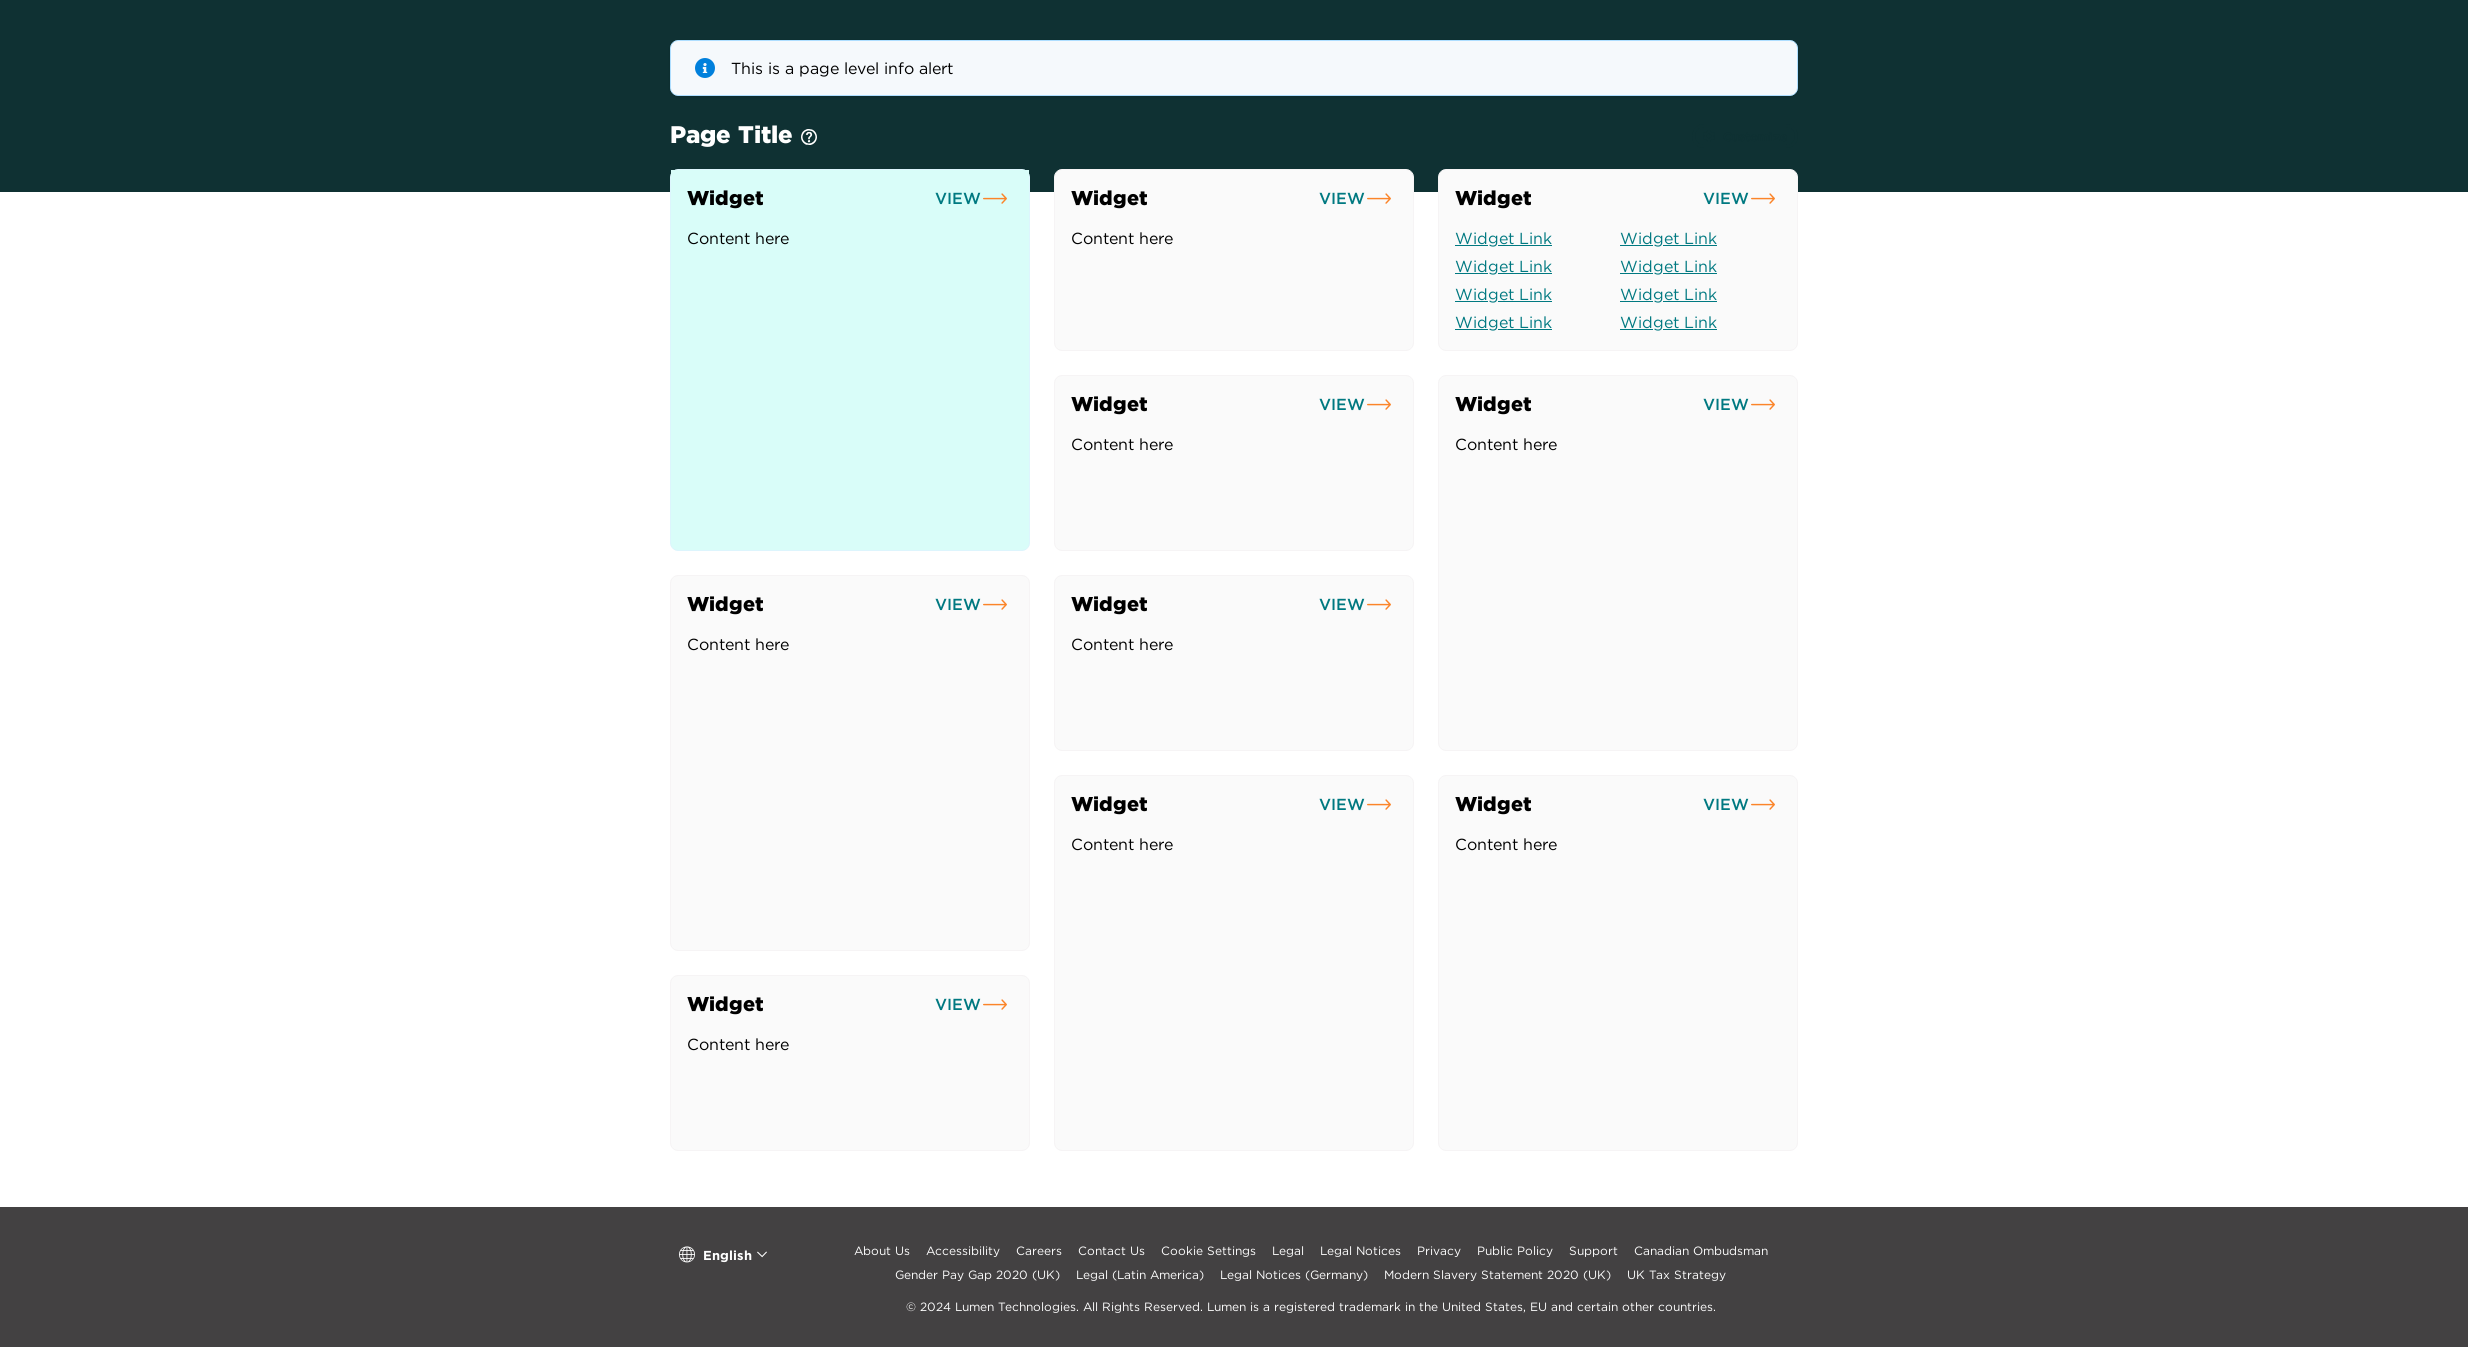 This is a page level info alert
Page Title
Widget VIEW
Content here
Widget VIEW
Content here
Widget VIEW
Widget Link Widget Link
Widget Link Widget Link
Widget Link Widget Link
Widget Link Widget Link
Widget VIEW
Content here
Widget VIEW
Content here
Widget VIEW
Content here
Widget VIEW
Content here
Widget VIEW
Content here
Widget VIEW
Content here
Widget VIEW
Content here
English
About Us Accessibility Careers Contact Us Cookie Settings Legal Legal Notices Privacy Public Policy Support Canadian Ombudsman
Gender Pay Gap 2020 (UK) Legal (Latin America) Legal Notices (Germany) Modern Slavery Statement 2020 (UK) UK Tax Strategy
© 2024 Lumen Technologies. All Rights Reserved. Lumen is a registered trademark in the United States, EU and certain other countries.